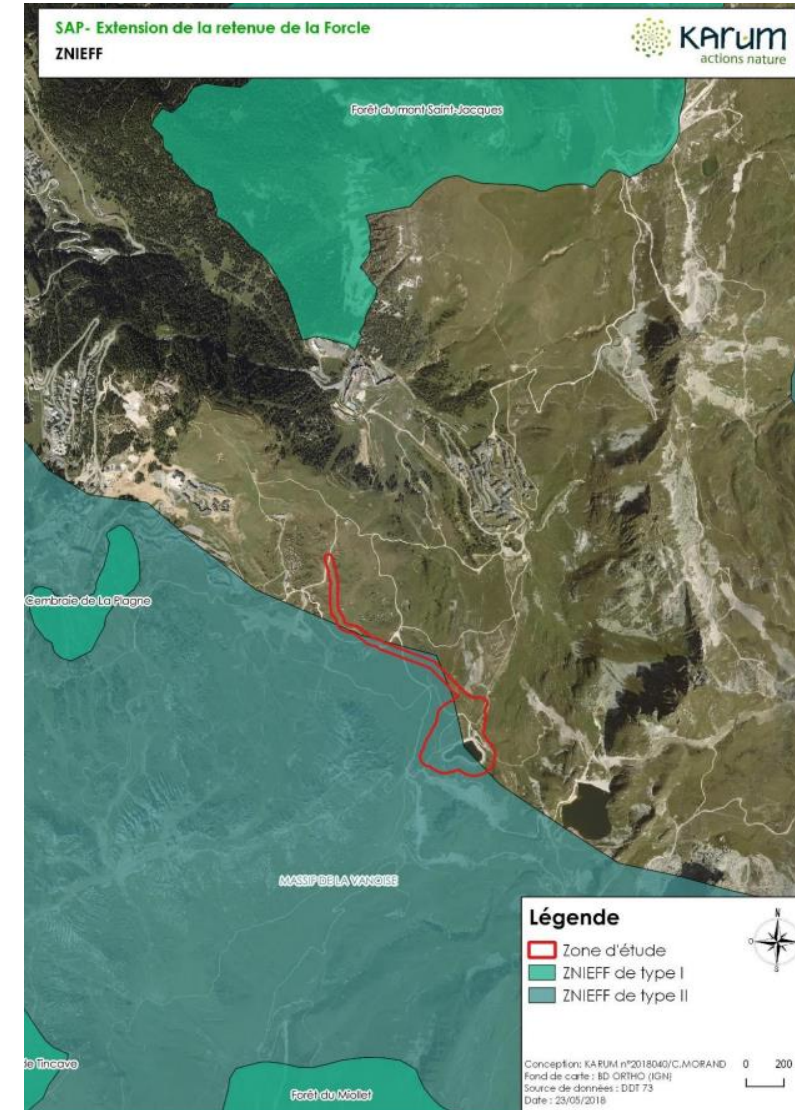 SAP- Extension de la retenue de la Forcle
ZNIEFF
KArum
actions nature
Forêt du mont Saint-Jacques
Cembraie de La Plagne
MASSIF DE LA VANOISE
de Tincave
Forêt du Miollet
Légende
Zone d'étude
ZNIEFF de type I
ZNIEFF de type II
N
O
E
S
Conception: KARUM n°2018040/C.MORAND
Fond de carte : BD ORTHO (IGN)
Source de données : DDT 73
Date : 23/05/2018
0 200